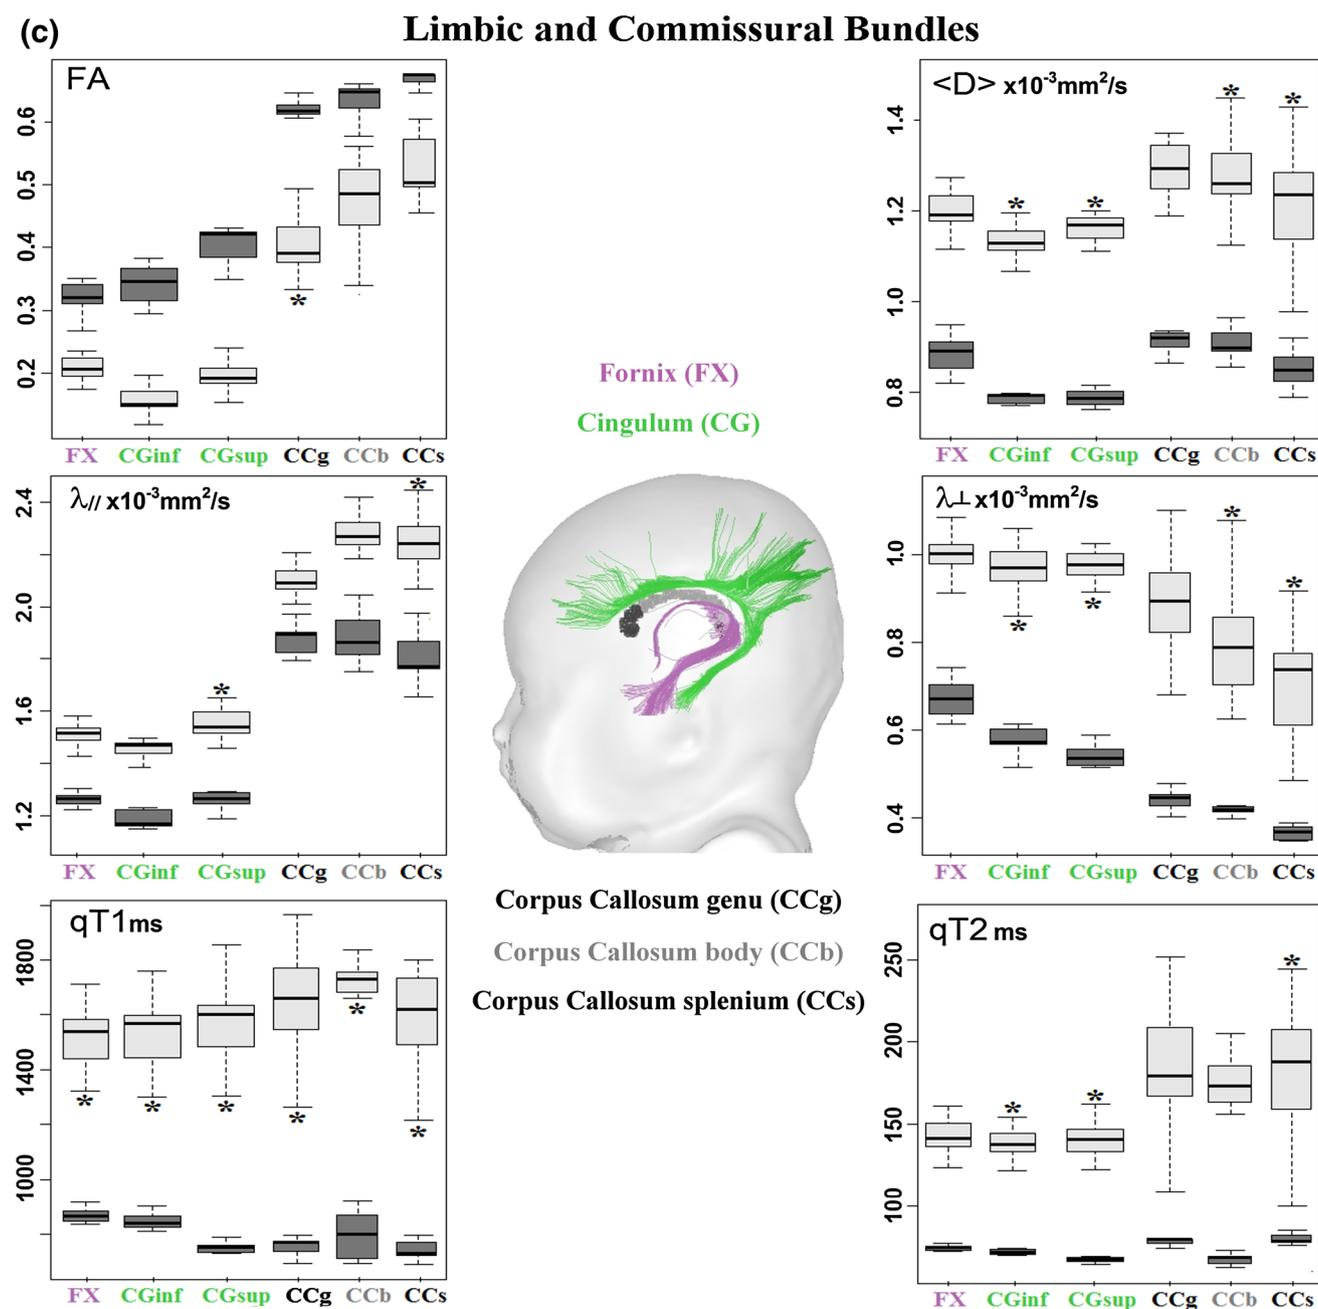 (c)
Limbic and Commissural Bundles
FA
0.6
0.5
0.4
0.3
0.2
*
FX CGinf CGsup CCg CCb CCs
<D> x10-3mm2/s
1.4
1.2
1.0
0.8
* * * *
FX CGinf CGsup CCg CCb CCs
Fornix (FX)
Cingulum (CG)
λ// x10-3mm2/s
2.4
2.0
1.6
1.2
* *
FX CGinf CGsup CCg CCb CCs
λ⊥ x10-3mm2/s
1.0
0.8
0.6
0.4
* * * *
FX CGinf CGsup CCg CCb CCs
Corpus Callosum genu (CCg)
Corpus Callosum body (CCb)
Corpus Callosum splenium (CCs)
qT1 ms
1800
1400
1000
* * * * * *
FX CGinf CGsup CCg CCb CCs
qT2 ms
250
200
150
100
* * *
FX CGinf CGsup CCg CCb CCs